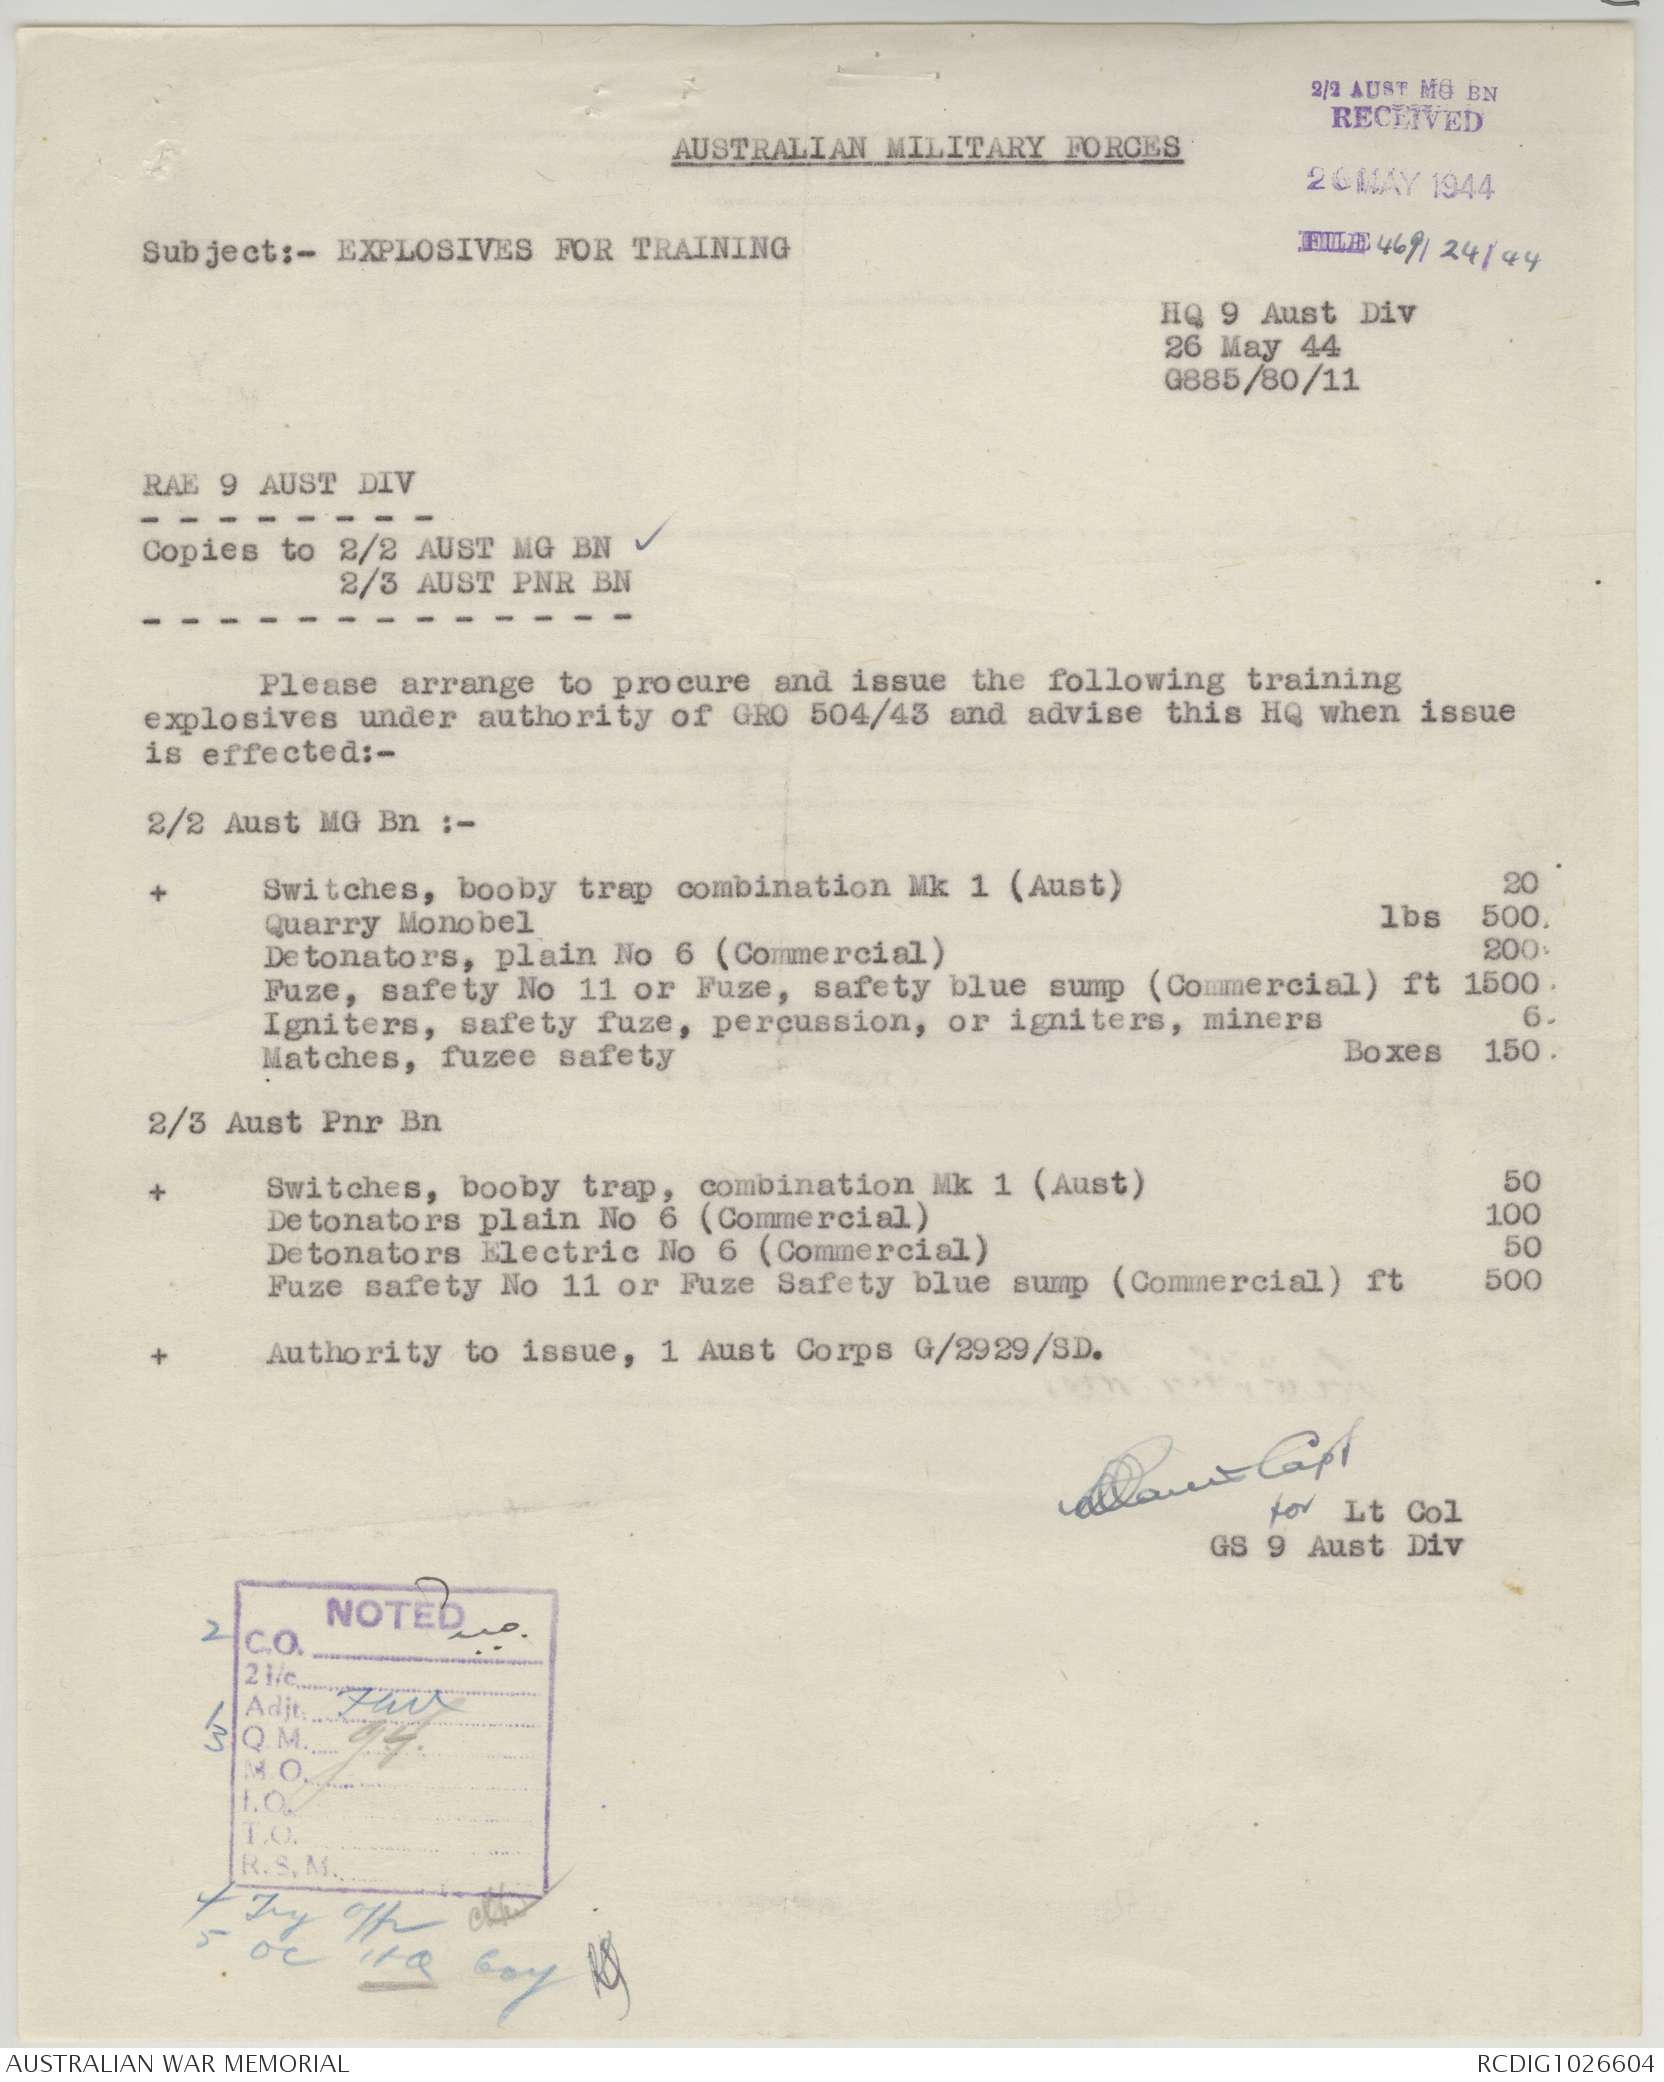 2/2 AUST MG BN
RECEIVED
26 MAY 1944
FILE 469/24/44
AUSTRALIAN MILITARY FORCES
Subject:- EXPLOSIVES FOR TRAINING
HQ 9 Aust Div
26 May 44
G885/80/11
RAE 9 AUST DIV
- - - - - - - -
Copies to 2/2 AUST MG BN ✓
2/3 AUST PNR BN
- - - - - - - - - - - - -
Please arrange to procure and issue the following training
explosives under authority of GRO 504/43 and advise this HQ when issue
is effected:-
2/2 Aust MG Bn :-
+ Switches, booby trap combination Mk 1 (Aust) 20
Quarry Monobel lbs 500.
Detonators, plain No 6 (Commercial) 200.
Fuze, safety No 11 or Fuze, safety blue sump (Commercial) ft 1500.
Igniters, safety fuze, percussion, or igniters, miners 6.
Matches, fuzee safety Boxes 150.
2/3 Aust Pnr Bn
+ Switches, booby trap, combination Mk 1 (Aust) 50
Detonators plain No 6 (Commercial) 100
Detonators Electric No 6 (Commercial) 50
Fuze safety No 11 or Fuze Safety blue sump (Commercial) ft 500
+ Authority to issue, 1 Aust Corps G/2929/SD.
Capt
for Lt Col
GS 9 Aust Div
NOTED
2 C.O.
2 i/c
1 Adjt.
3 Q.M.
M.O.
I.O.
T.O.
R.S.M.
4 Trg Offr
5 OC HQ Coy
AUSTRALIAN WAR MEMORIAL
RCDIG1026604